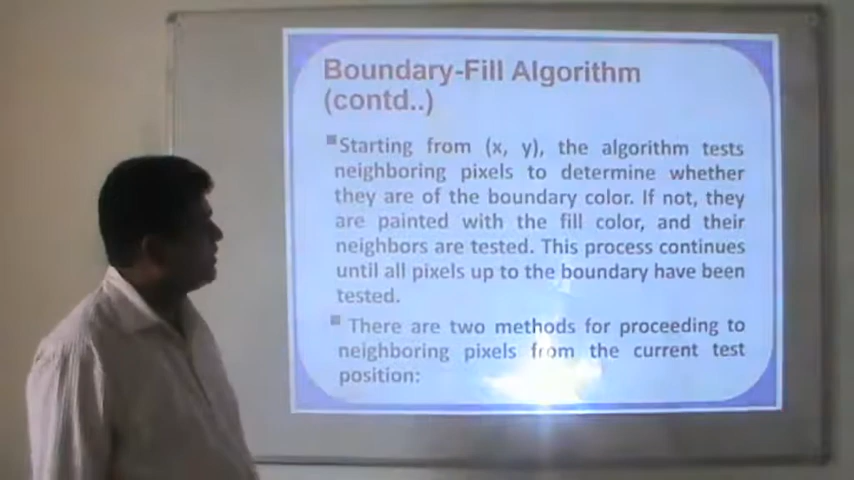 Boundary-Fill Algorithm
(contd..)
Starting from (x, y), the algorithm tests
neighboring pixels to determine whether
they are of the boundary color. If not, they
are painted with the fill color, and their
neighbors are tested. This process continues
until all pixels up to the boundary have been
tested.
There are two methods for proceeding to
neighboring pixels from the current test
position: